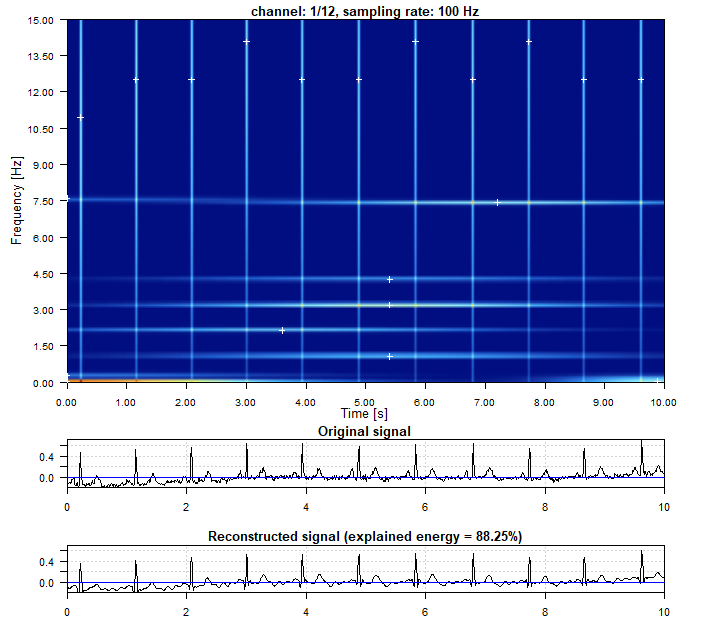 channel: 1/12, sampling rate: 100 Hz
15.00
13.50
12.00
10.50
9.00
7.50
6.00
4.50
3.00
1.50
0.00
Frequency [Hz]
0.00 1.00 2.00 3.00 4.00 5.00 6.00 7.00 8.00 9.00 10.00
Time [s]
Original signal
0.4
0.0
0 2 4 6 8 10
Reconstructed signal (explained energy = 88.25%)
0.4
0.0
0 2 4 6 8 10